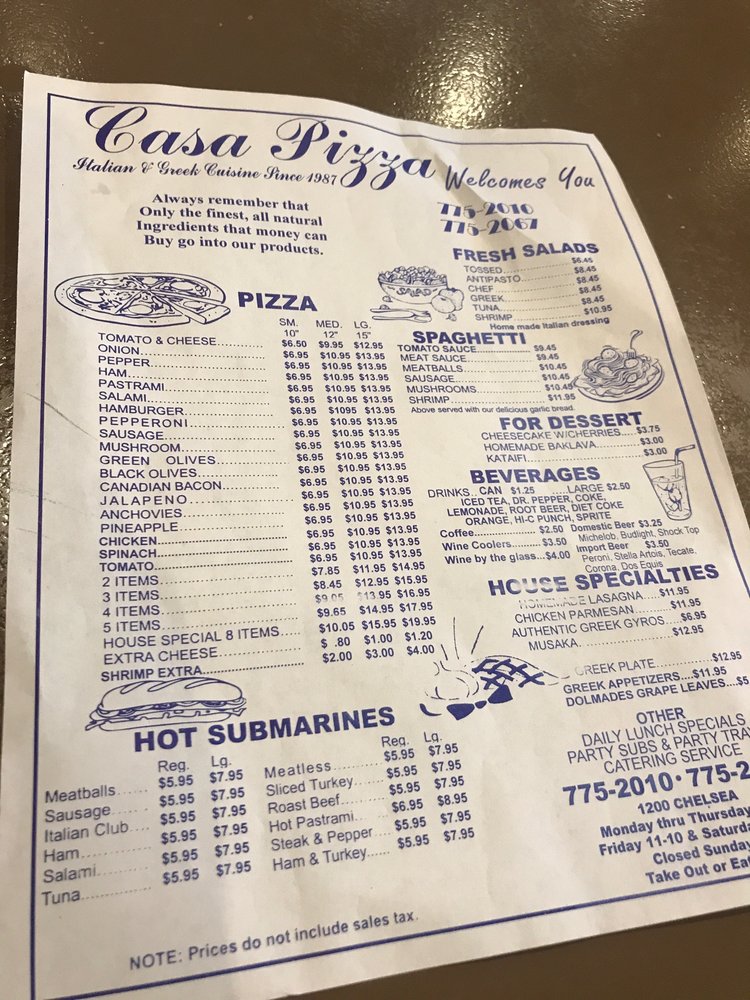 Casa Pizza Welcomes You
Italian & Greek Cuisine Since 1987
775-2010
775-2067
Always remember that
Only the finest, all natural
Ingredients that money can
Buy go into our products.
SALAD
PIZZA
SM. MED. LG.
10" 12" 15"
TOMATO & CHEESE....... $6.50 $9.95 $12.95
ONION....... $6.95 $10.95 $13.95
PEPPER....... $6.95 $10.95 $13.95
HAM....... $6.95 $10.95 $13.95
PASTRAMI....... $6.95 $10.95 $13.95
SALAMI....... $6.95 $1095 $13.95
HAMBURGER....... $6.95 $10.95 $13.95
PEPPERONI....... $6.95 $10.95 $13.95
SAUSAGE....... $6.95 $10.95 $13.95
MUSHROOM....... $6.95 $10.95 $13.95
GREEN OLIVES....... $6.95 $10.95 $13.95
BLACK OLIVES....... $6.95 $10.95 $13.95
CANADIAN BACON....... $6.95 $10.95 $13.95
JALAPENO....... $6.95 $10.95 $13.95
ANCHOVIES....... $6.95 $10.95 $13.95
PINEAPPLE....... $6.95 $10.95 $13.95
CHICKEN....... $6.95 $10.95 $13.95
SPINACH....... $6.95 $10.95 $13.95
TOMATO....... $6.95 $10.95 $13.95
2 ITEMS....... $7.85 $11.95 $14.95
3 ITEMS....... $8.45 $12.95 $15.95
4 ITEMS....... $9.05 $13.95 $16.95
5 ITEMS....... $9.65 $14.95 $17.95
HOUSE SPECIAL 8 ITEMS.... $10.05 $15.95 $19.95
EXTRA CHEESE....... $ .80 $1.00 $1.20
SHRIMP EXTRA....... $2.00 $3.00 $4.00
FRESH SALADS
TOSSED....... $6.45
ANTIPASTO....... $8.45
CHEF....... $8.45
GREEK....... $8.45
TUNA....... $8.45
SHRIMP....... $10.95
Home made Italian dressing
SPAGHETTI
TOMATO SAUCE....... $9.45
MEAT SAUCE....... $9.45
MEATBALLS....... $10.45
SAUSAGE....... $10.45
MUSHROOMS....... $10.45
SHRIMP....... $11.95
Above served with our delicious garlic bread.
FOR DESSERT
CHEESECAKE W/CHERRIES....$3.75
HOMEMADE BAKLAVA....... $3.00
KATAIFI....... $3.00
BEVERAGES
DRINKS.. CAN $1.25 ......LARGE $2.50
ICED TEA, DR. PEPPER, COKE,
LEMONADE, ROOT BEER, DIET COKE
ORANGE, HI-C PUNCH, SPRITE
Coffee....... $2.50
Wine Coolers....... $3.50
Wine by the glass...$4.00
Domestic Beer $3.25
Michelob, Budlight, Shock Top
Import Beer $3.50
Peroni, Stella Artois, Tecate,
Corona, Dos Equis
HOUSE SPECIALTIES
HOMEMADE LASAGNA....$11.95
CHICKEN PARMESAN....... $11.95
AUTHENTIC GREEK GYROS....$6.95
MUSAKA....... $12.95
GREEK PLATE....... $12.95
GREEK APPETIZERS....$11.95
DOLMADES GRAPE LEAVES...$5
OTHER
DAILY LUNCH SPECIALS
PARTY SUBS & PARTY TRA
CATERING SERVICE
775-2010 • 775-2
1200 CHELSEA
Monday thru Thursday
Friday 11-10 & Saturd
Closed Sunda
Take Out or Ea
HOT SUBMARINES
Reg. Lg.
Meatballs...... $5.95 $7.95
Sausage....... $5.95 $7.95
Italian Club.... $5.95 $7.95
Ham....... $5.95 $7.95
Salami....... $5.95 $7.95
Tuna....... $5.95 $7.95
Reg. Lg.
Meatless....... $5.95 $7.95
Sliced Turkey....... $5.95 $7.95
Roast Beef....... $5.95 $7.95
Hot Pastrami....... $6.95 $8.95
Steak & Pepper.... $5.95 $7.95
Ham & Turkey...... $5.95 $7.95
NOTE: Prices do not include sales tax.